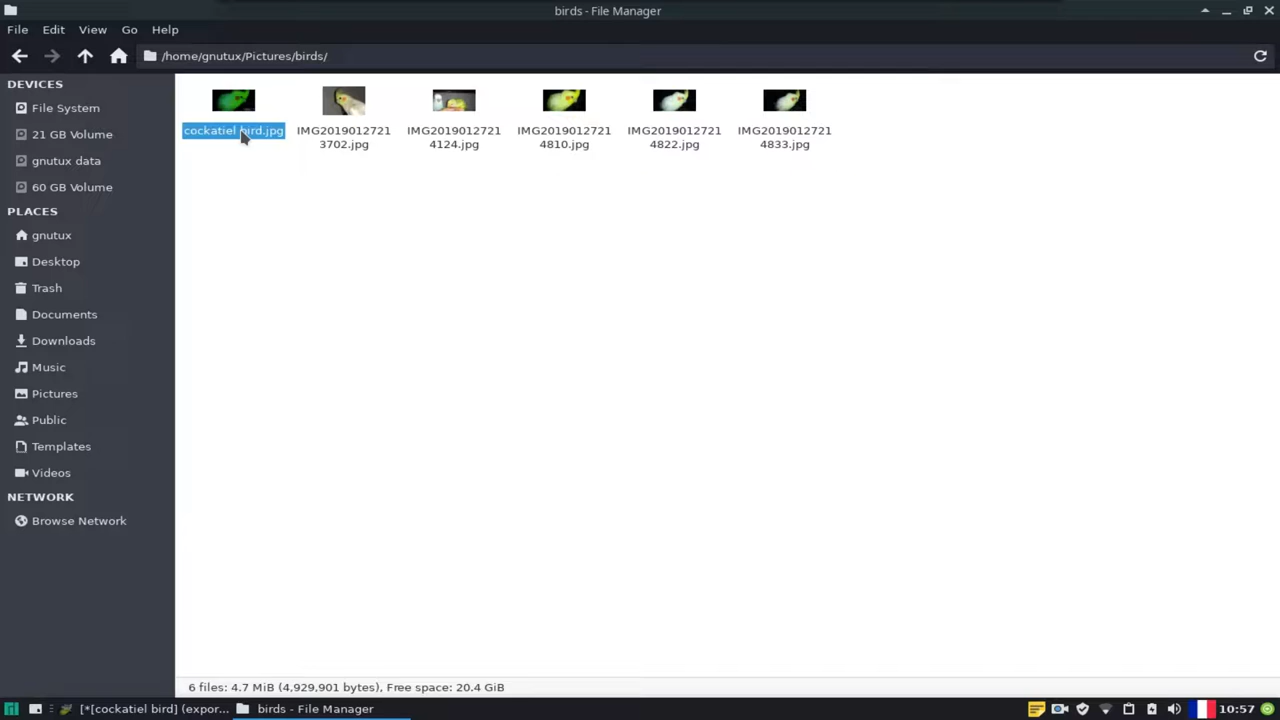 birds - File Manager
File Edit View Go Help
/home/gnutux/Pictures/birds/
DEVICES
File System
21 GB Volume
gnutux data
60 GB Volume
PLACES
gnutux
Desktop
Trash
Documents
Downloads
Music
Pictures
Public
Templates
Videos
NETWORK
Browse Network
cockatiel bird.jpg
IMG2019012721
3702.jpg
IMG2019012721
4124.jpg
IMG2019012721
4810.jpg
IMG2019012721
4822.jpg
IMG2019012721
4833.jpg
6 files: 4.7 MiB (4,929,901 bytes), Free space: 20.4 GiB
[*[cockatiel bird] (expor... birds - File Manager 10:57